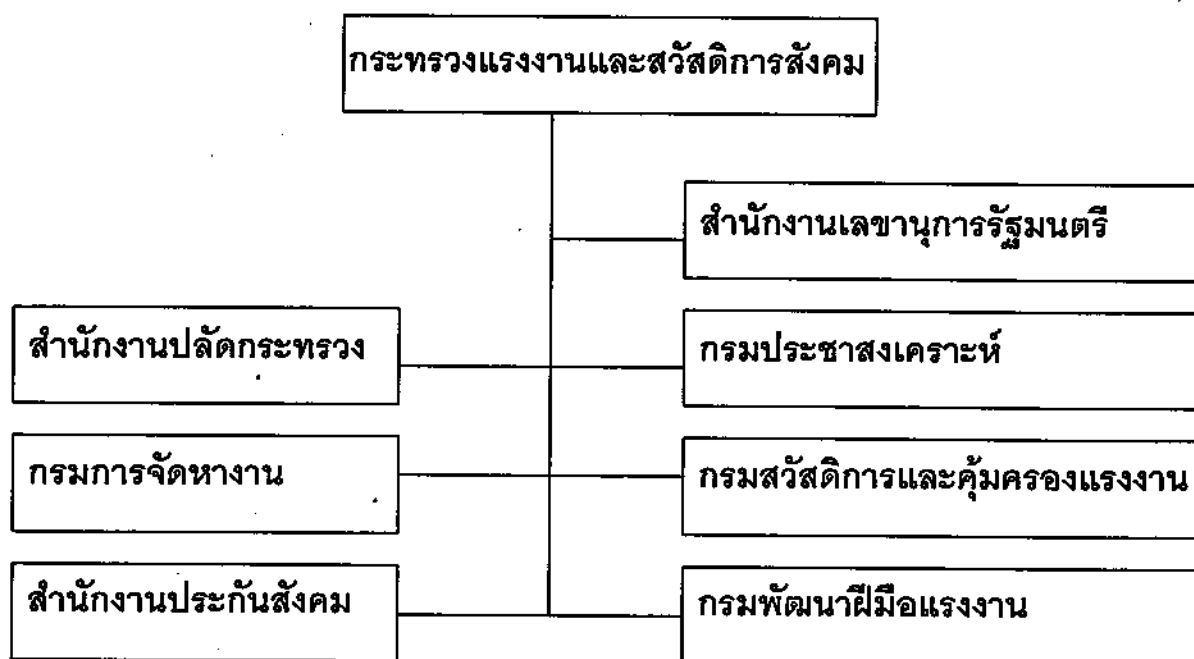 กระทรวงแรงงานและสวัสดิการสังคม
สำนักงานเลขานุการรัฐมนตรี
สำนักงานปลัดกระทรวง
กรมประชาสงเคราะห์
กรมการจัดหางาน
กรมสวัสดิการและคุ้มครองแรงงาน
สำนักงานประกันสังคม
กรมพัฒนาฝีมือแรงงาน